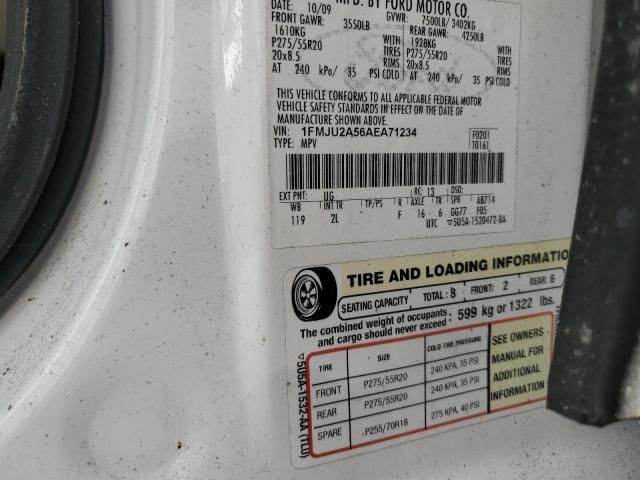 MFD. BY FORD MOTOR CO.
10/09 GVWR: 7500LB/ 3402KG
FRONT GAWR: 3550LB REAR GAWR: 4250LB
1610KG WITH 1928KG WITH
P275/55R20 TIRES P275/55R20 TIRES
20x8.5 RIMS 20x8.5 RIMS
AT 240 kPa/ 35 PSI COLD AT 240 kPa/ 35 PSI COLD
THIS VEHICLE CONFORMS TO ALL APPLICABLE FEDERAL MOTOR
VEHICLE SAFETY STANDARDS IN EFFECT ON THE DATE OF
MANUFACTURE SHOWN ABOVE.
VIN: 1FMJU2A56AEA71234 F0201
TYPE: MPV T0161
EXT PNT: UG RC: 13 DSO:
WB INT TR TP/PS R AXLE TR SPR AB714
119 2L F 16 6 GG77 F05
UTC ▽5U5A-1520472-BA
TIRE AND LOADING INFORMATIO
SEATING CAPACITY TOTAL: 8 FRONT: 2 REAR: 6
The combined weight of occupants
and cargo should never exceed : 599 kg or 1322 lbs.
TIRE SIZE COLD TIRE PRESSURE
FRONT P275/55R20 240 KPA, 35 PSI
REAR P275/55R20 240 KPA, 35 PSI
SPARE P255/70R18 275 KPA, 40 PSI
SEE OWNERS
MANUAL FOR
ADDITIONAL
INFORMATION
▽5U5A-1532-AA (TLU)